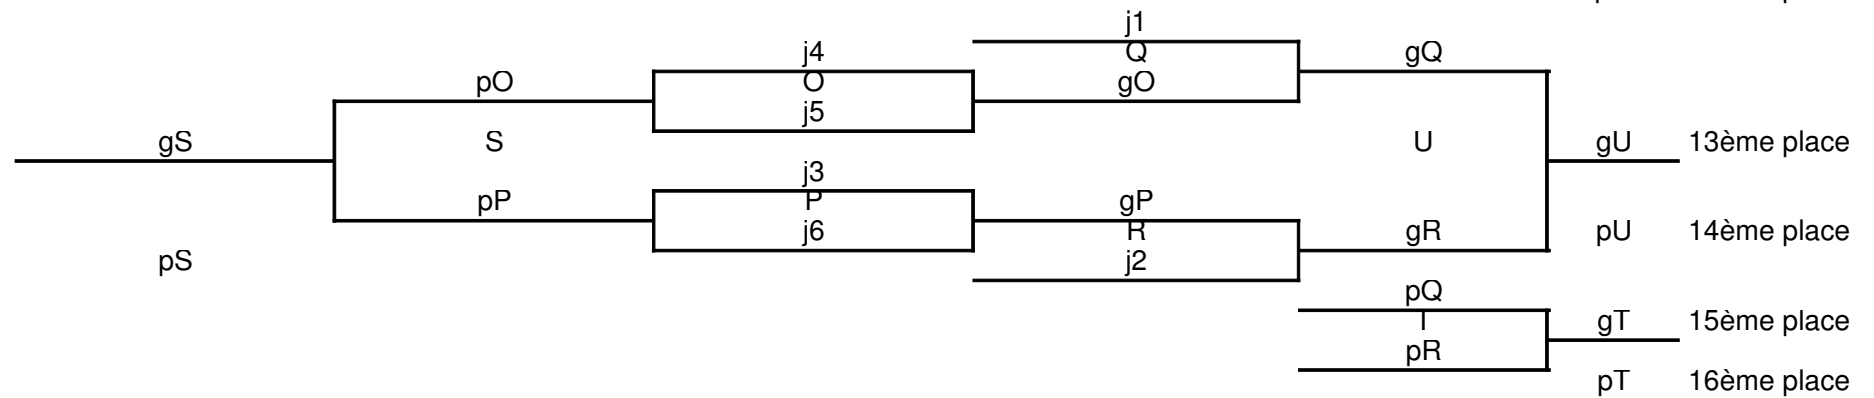 j1
j4 Q gQ
pO O gO
j5
gS S U gU 13ème place
j3
pP P gP
j6 R gR pU 14ème place
pS j2
pQ
T gT 15ème place
pR
pT 16ème place